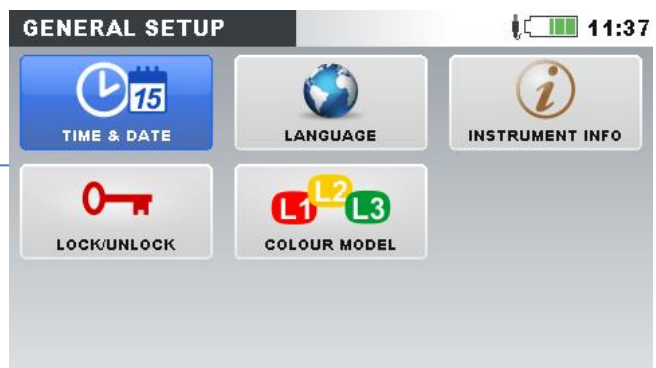 GENERAL SETUP
11:37
15
TIME & DATE
LANGUAGE
i
INSTRUMENT INFO
LOCK/UNLOCK
L1
L2
L3
COLOUR MODEL